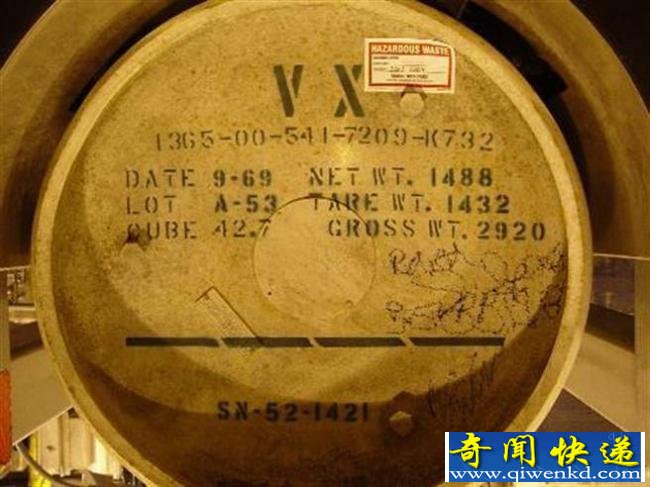 HAZARDOUS WASTE
VX
1365-00-541-7209-K732
DATE 9-69 NET WT. 1488
LOT A-53 TARE WT. 1432
CUBE 42.7 GROSS WT. 2920
SN-52-1421
奇闻快递
www.qiwenkd.com